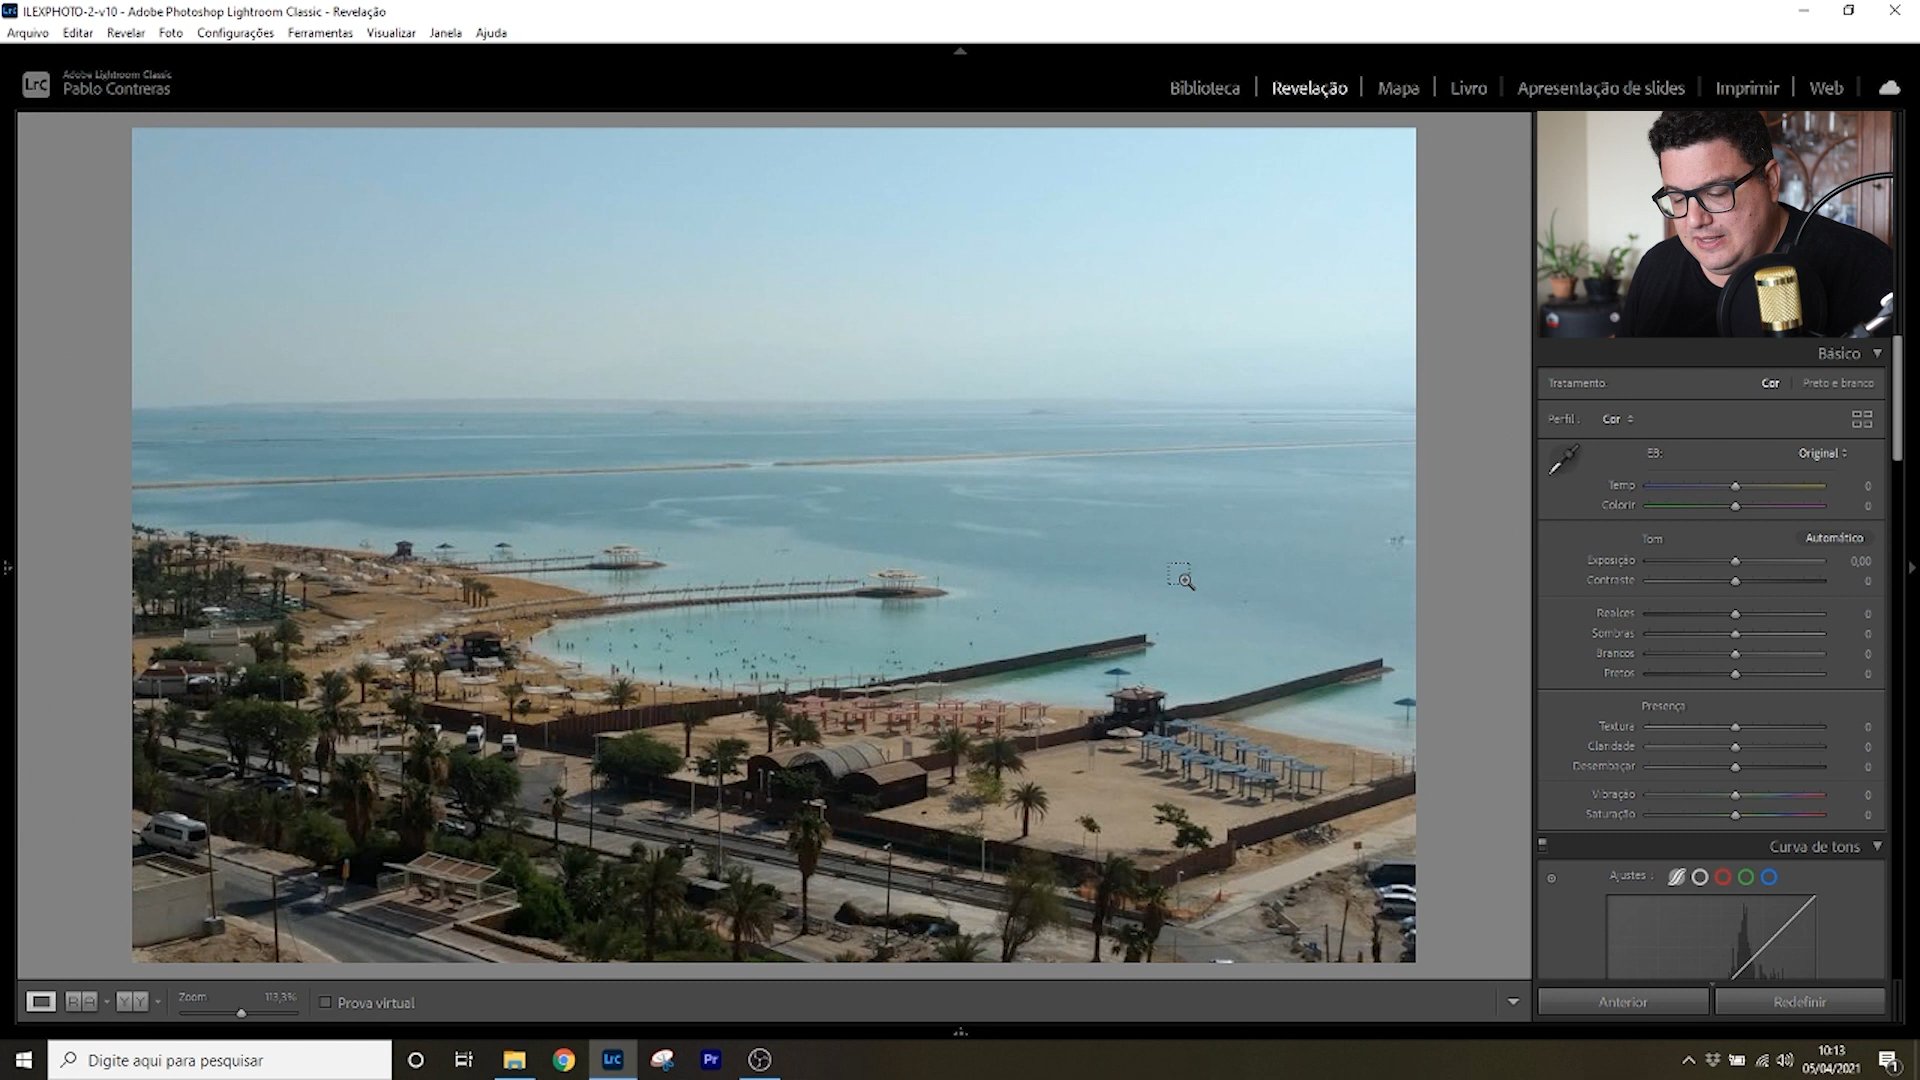 ILEXPHOTO-2-v10 - Adobe Photoshop Lightroom Classic - Revelação
Arquivo Editar Revelar Foto Configurações Ferramentas Visualizar Janela Ajuda
LrC
Adobe Lightroom Classic
Pablo Contreras
Biblioteca | Revelação | Mapa | Livro | Apresentação de slides | Imprimir | Web
Básico
Tratamento: Cor | Preto e branco
Perfil: Cor
EB: Original
Temp 0
Colorir 0
Tom Automático
Exposição 0,00
Contraste 0
Realces 0
Sombras 0
Brancos 0
Pretos 0
Presença
Textura 0
Claridade 0
Desembaçar 0
Vibração 0
Saturação 0
Curva de tons
Ajustes :
Zoom 113,3%
Prova virtual
Anterior Redefinir
Digite aqui para pesquisar
LrC
Pr
10:13
05/04/2021
1